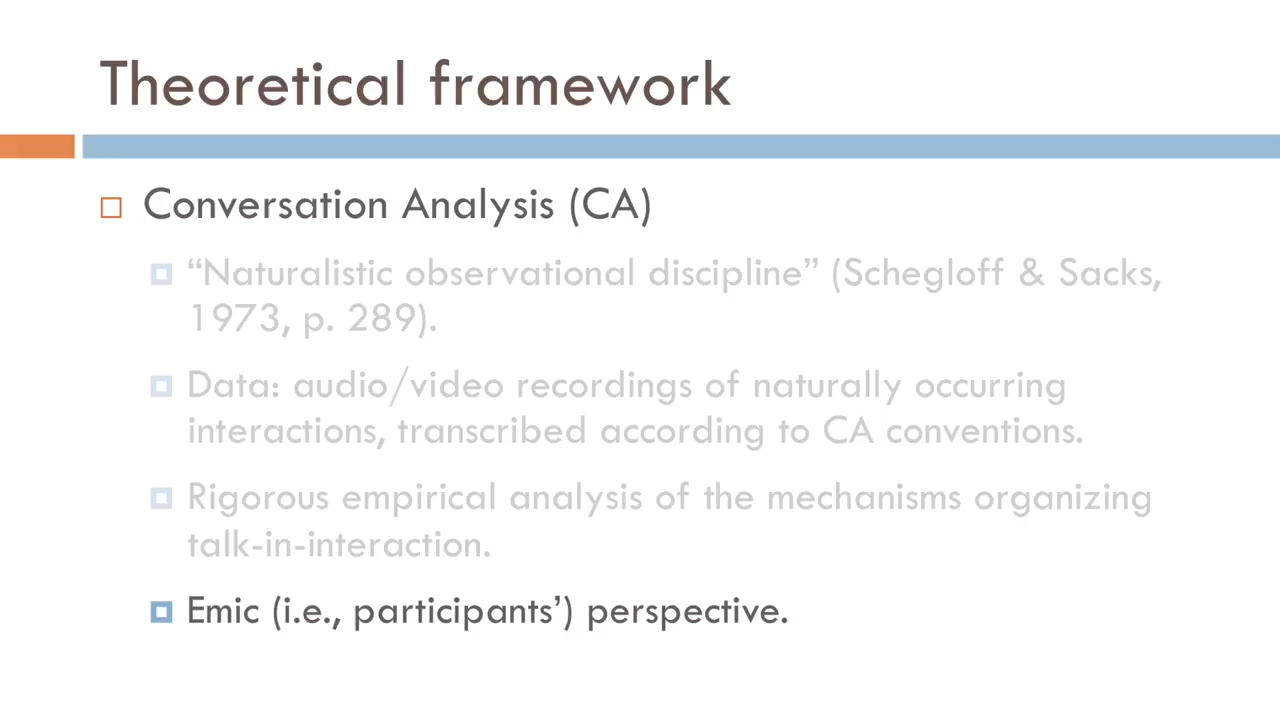 Theoretical framework
Conversation Analysis (CA)
“Naturalistic observational discipline” (Schegloff & Sacks,
1973, p. 289).
Data: audio/video recordings of naturally occurring
interactions, transcribed according to CA conventions.
Rigorous empirical analysis of the mechanisms organizing
talk-in-interaction.
Emic (i.e., participants’) perspective.